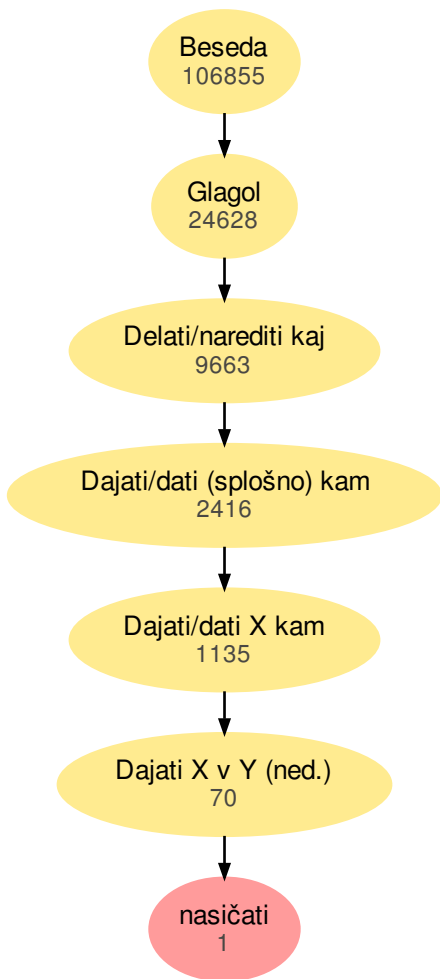 Beseda
106855
Glagol
24628
Delati/narediti kaj
9663
Dajati/dati (splošno) kam
2416
Dajati/dati X kam
1135
Dajati X v Y (ned.)
70
nasičati
1